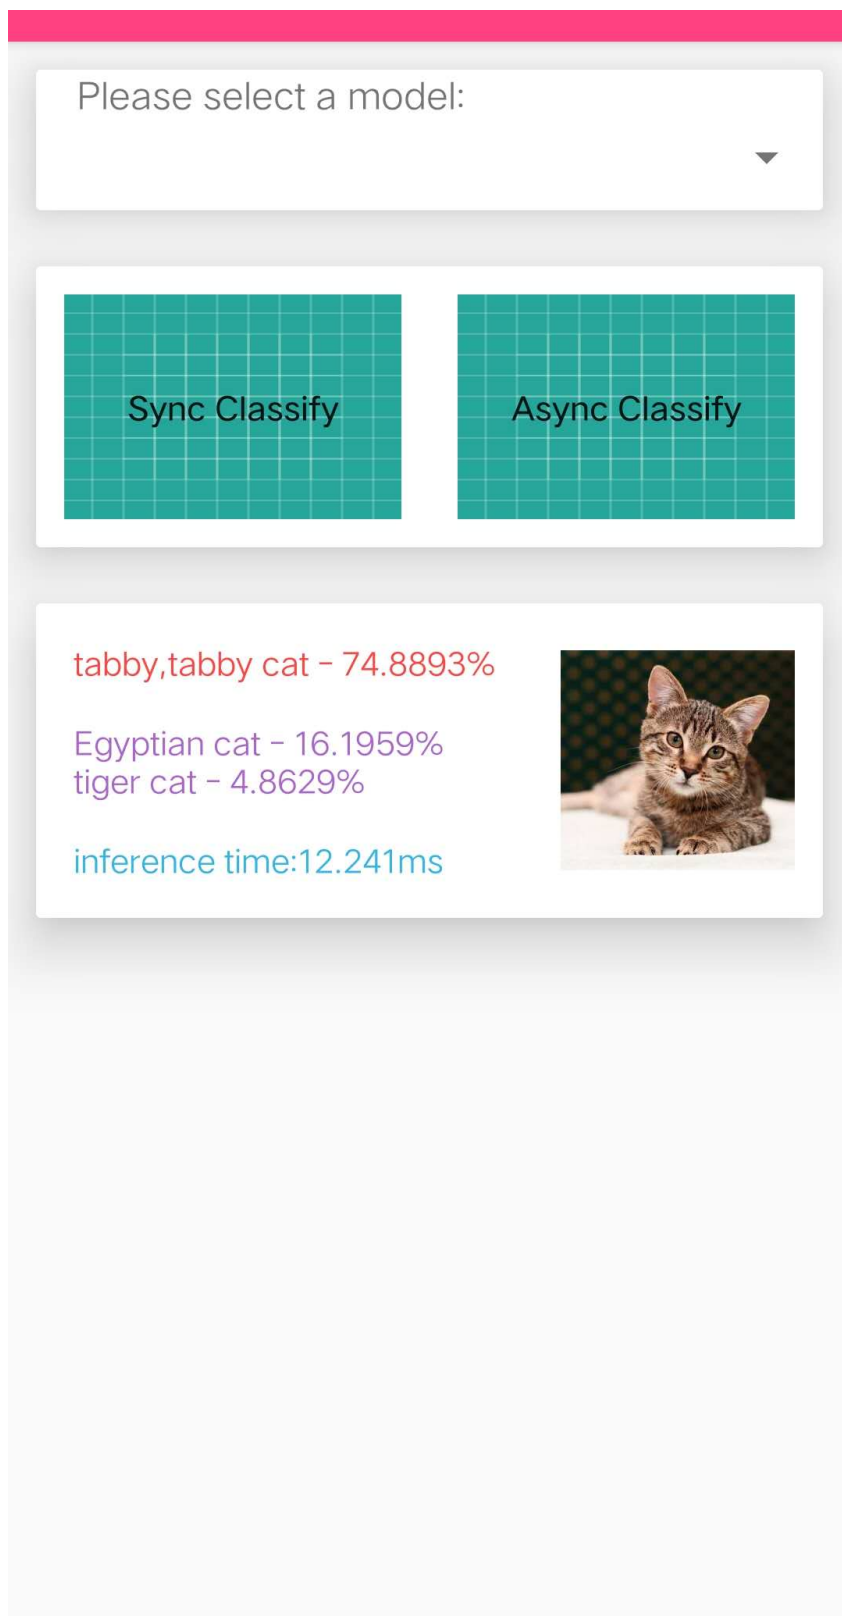 Please select a model:
Sync Classify
Async Classify
tabby,tabby cat - 74.8893%
Egyptian cat - 16.1959%
tiger cat - 4.8629%
inference time:12.241ms